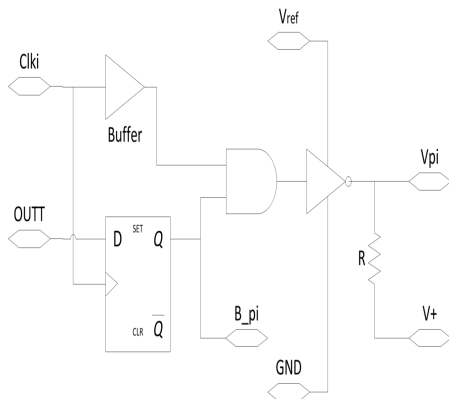 Vref
Clki
Buffer
Vpi
OUTT
D
SET
Q
R
CLR
Q
B_pi
V+
GND